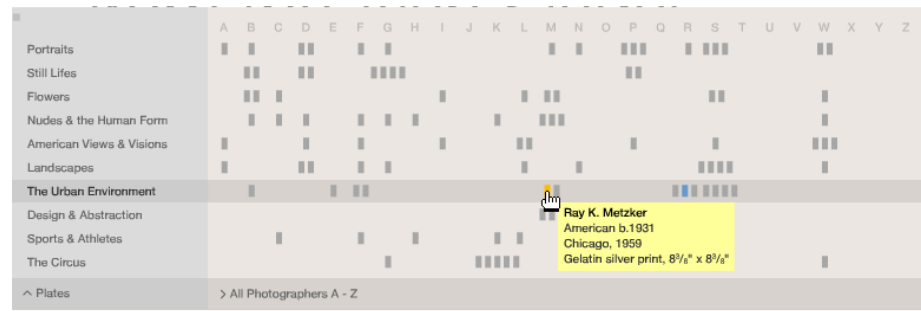 A B C D E F G H I J K L M N O P Q R S T U V W X Y Z
Portraits
Still Lifes
Flowers
Nudes & the Human Form
American Views & Visions
Landscapes
The Urban Environment
Design & Abstraction
Ray K. Metzker
American b.1931
Sports & Athletes
Chicago, 1959
The Circus
Gelatin silver print, 8³/₈" x 8³/₈"
Plates
All Photographers A - Z